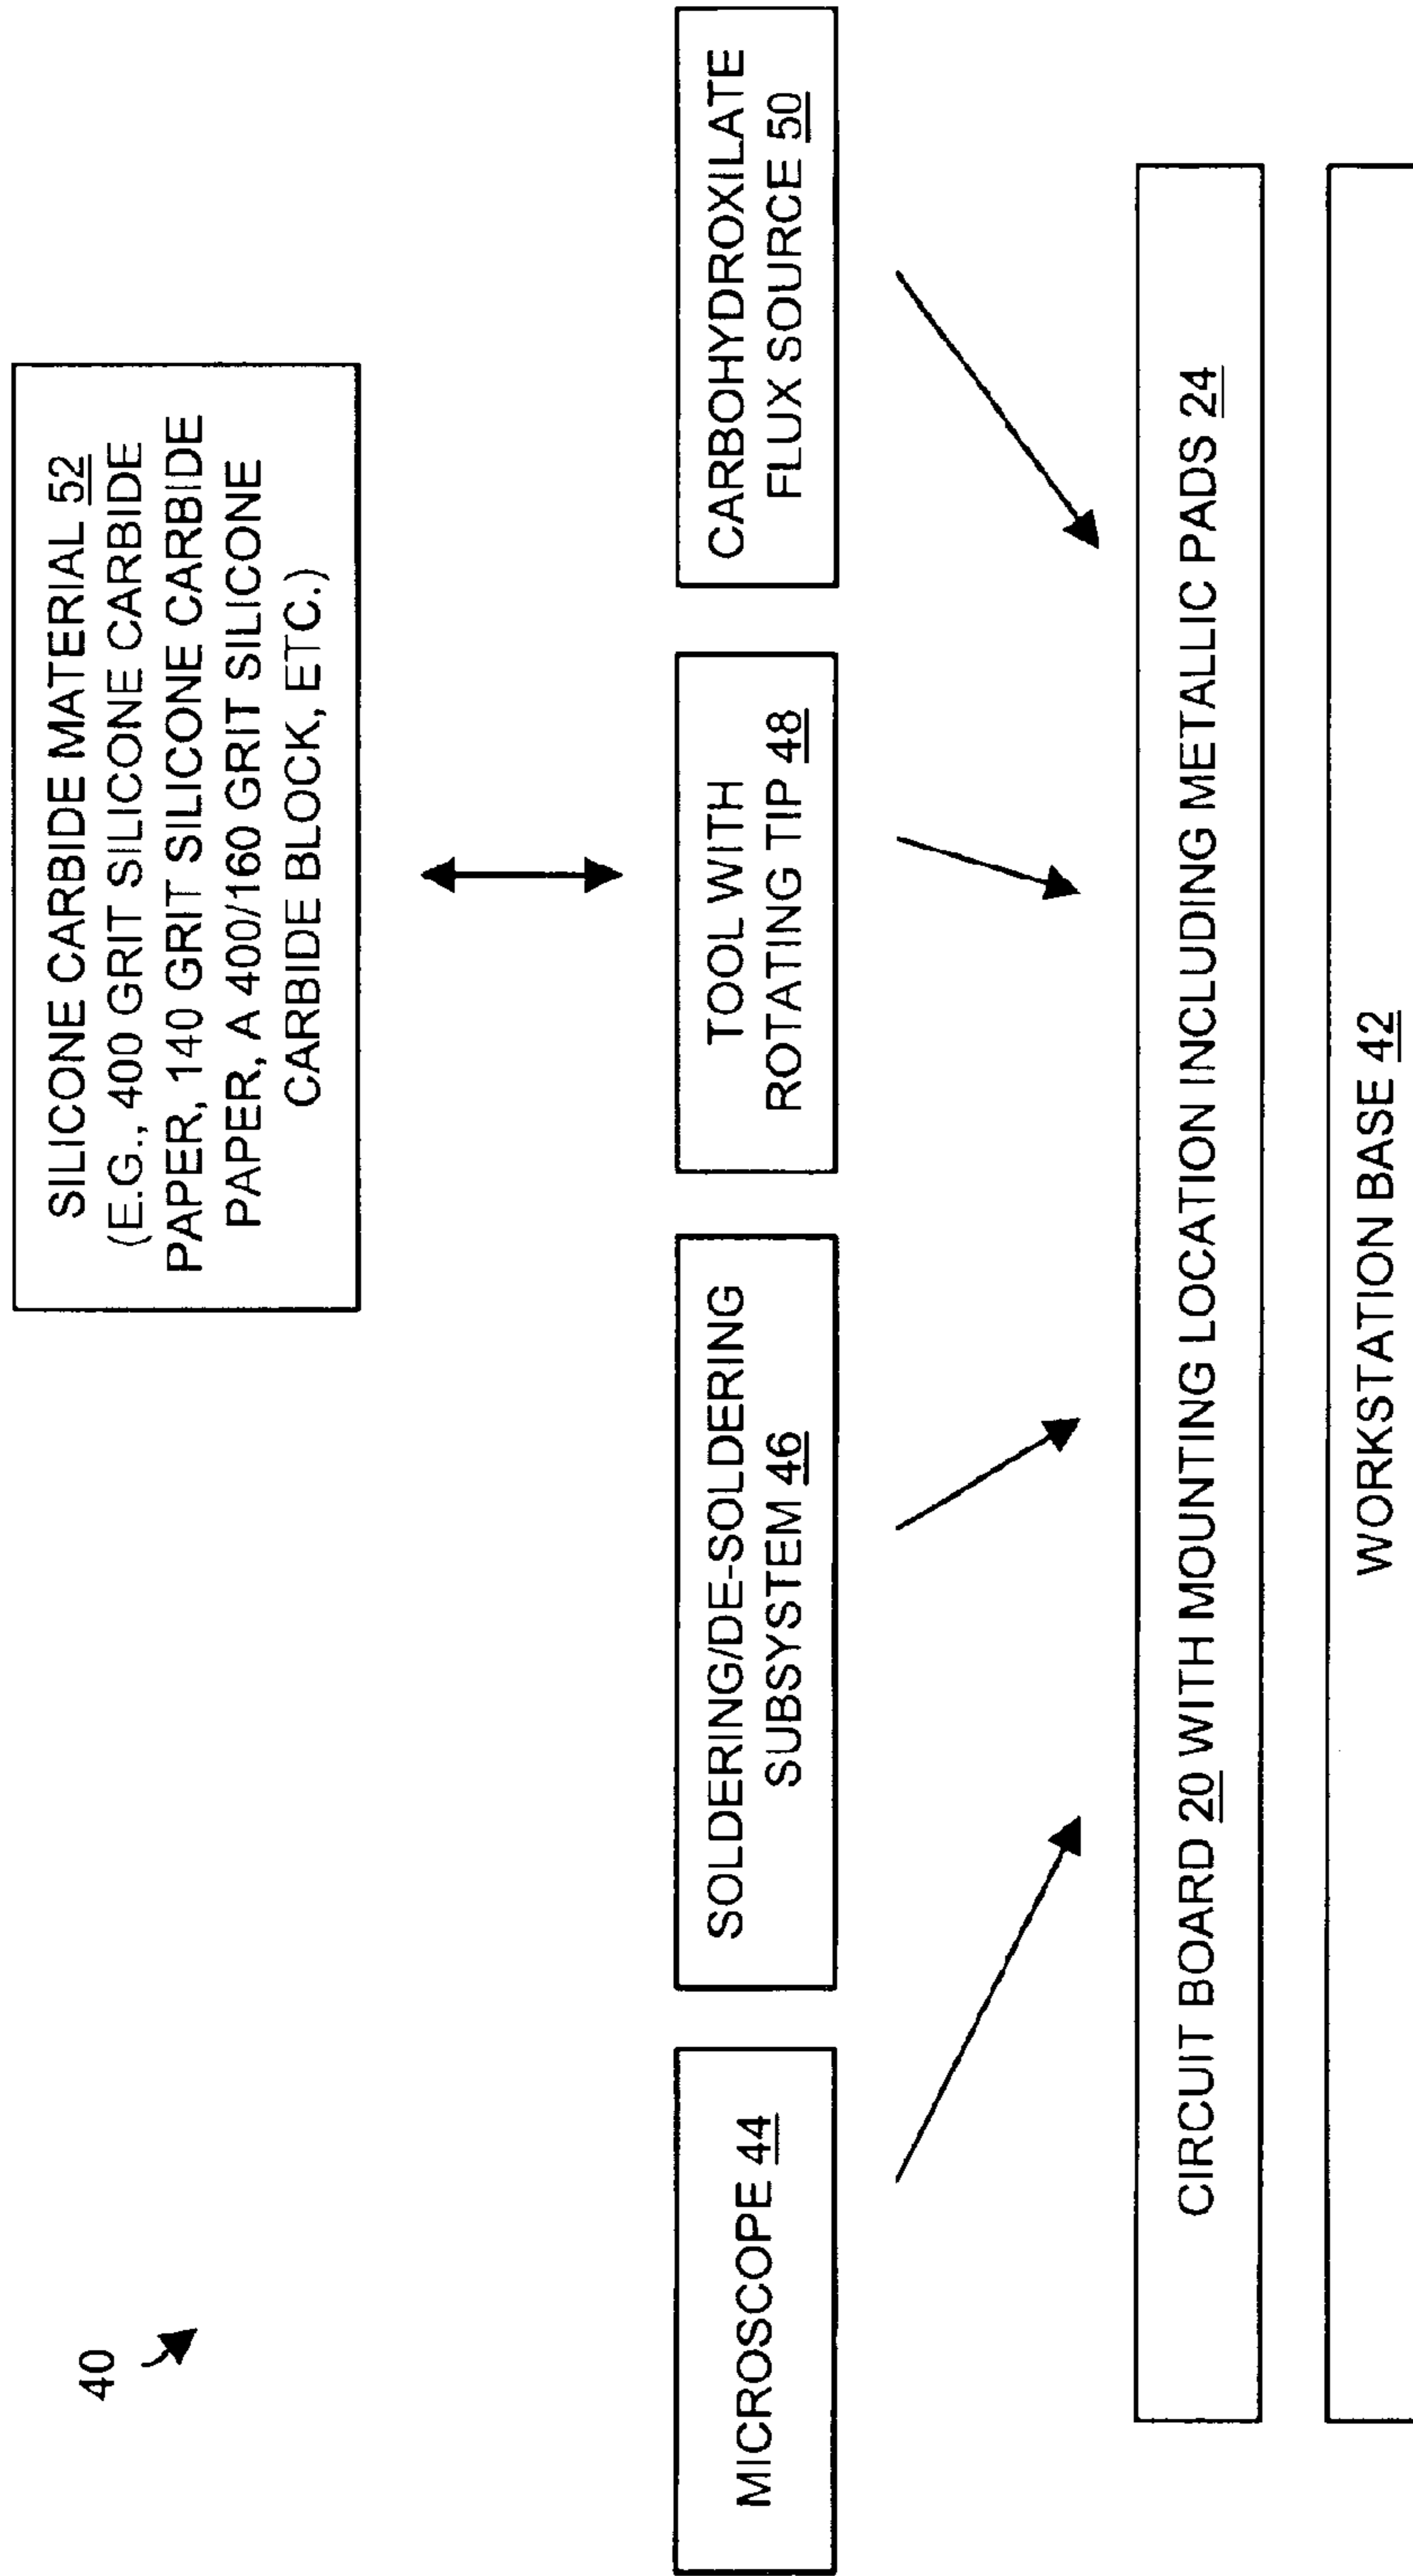 40
SILICONE CARBIDE MATERIAL 52
(E.G., 400 GRIT SILICONE CARBIDE
PAPER, 140 GRIT SILICONE CARBIDE
PAPER, A 400/160 GRIT SILICONE
CARBIDE BLOCK, ETC.)
MICROSCOPE 44
SOLDERING/DE-SOLDERING
SUBSYSTEM 46
TOOL WITH
ROTATING TIP 48
CARBOHYDROXILATE
FLUX SOURCE 50
CIRCUIT BOARD 20 WITH MOUNTING LOCATION INCLUDING METALLIC PADS 24
WORKSTATION BASE 42